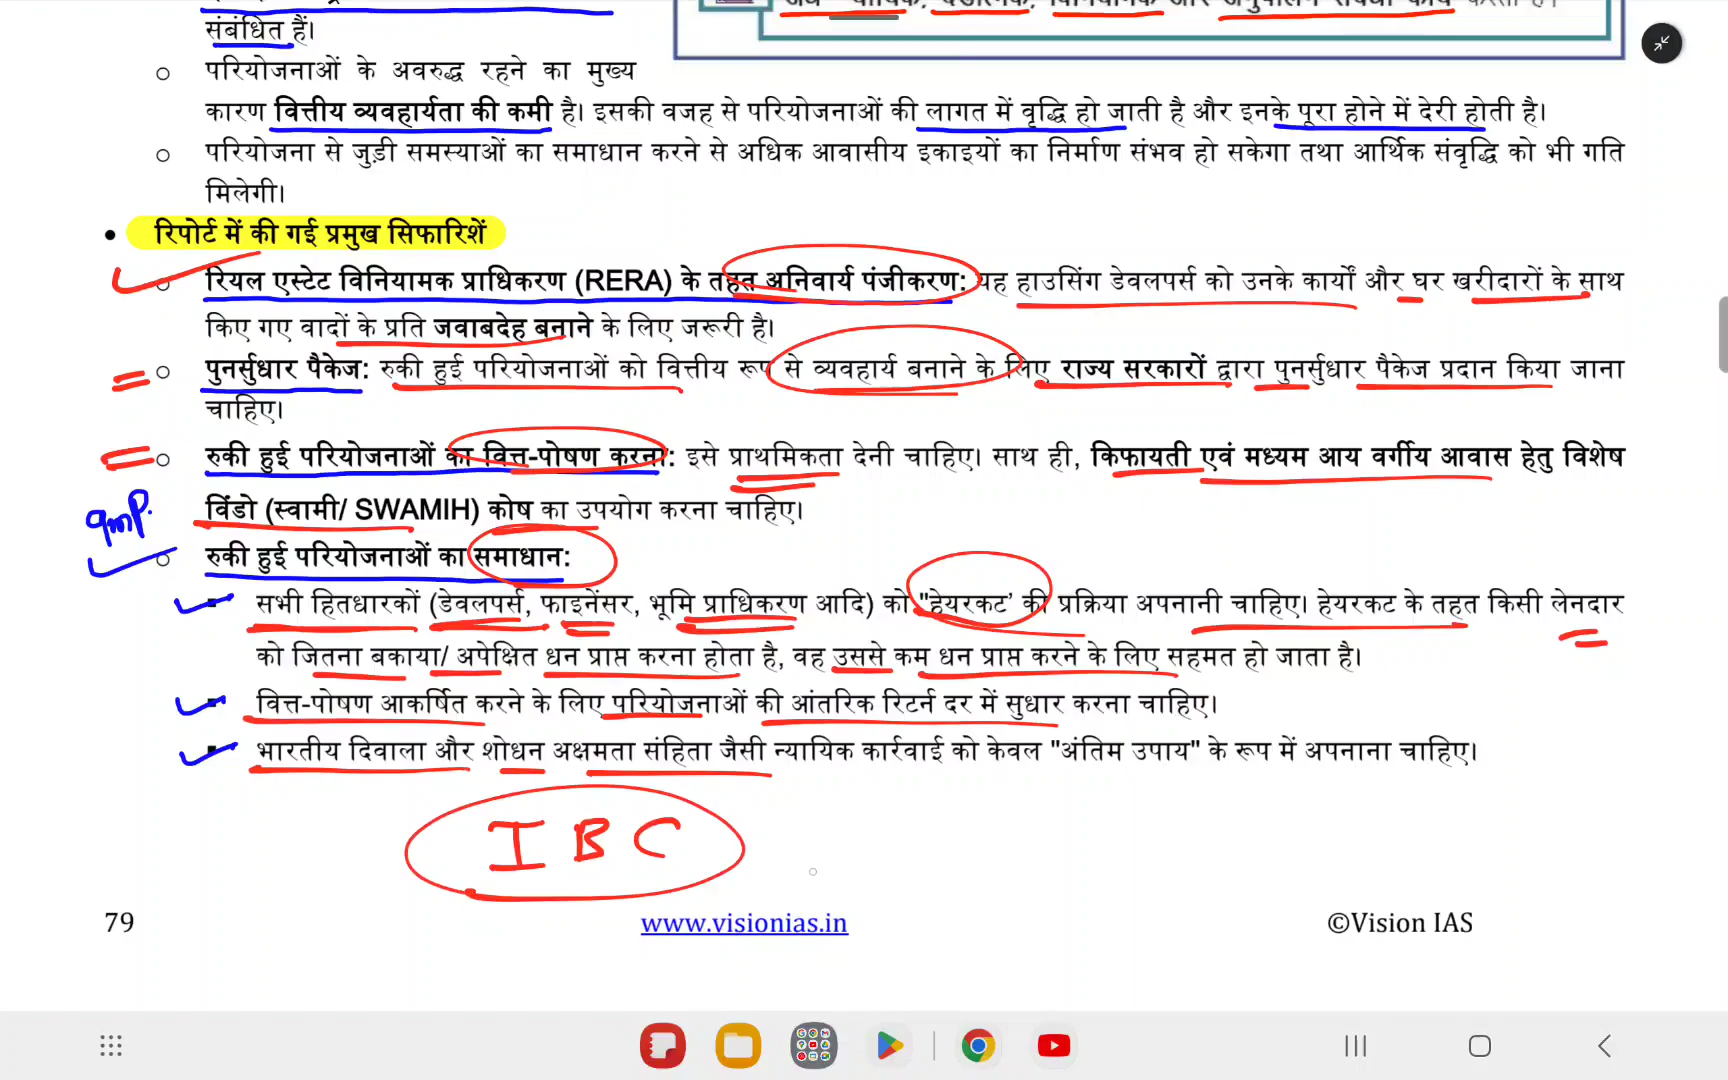 संबंधित हैं।
○ परियोजनाओं के अवरुद्ध रहने का मुख्य
कारण वित्तीय व्यवहार्यता की कमी है। इसकी वजह से परियोजनाओं की लागत में वृद्धि हो जाती है और इनके पूरा होने में देरी होती है।
○ परियोजना से जुड़ी समस्याओं का समाधान करने से अधिक आवासीय इकाइयों का निर्माण संभव हो सकेगा तथा आर्थिक संवृद्धि को भी गति
मिलेगी।
• रिपोर्ट में की गई प्रमुख सिफारिशें
○ रियल एस्टेट विनियामक प्राधिकरण (RERA) के तहत अनिवार्य पंजीकरण: यह हाउसिंग डेवलपर्स को उनके कार्यों और घर खरीदारों के साथ
किए गए वादों के प्रति जवाबदेह बनाने के लिए जरूरी है।
○ पुनर्सुधार पैकेज: रुकी हुई परियोजनाओं को वित्तीय रूप से व्यवहार्य बनाने के लिए राज्य सरकारों द्वारा पुनर्सुधार पैकेज प्रदान किया जाना
चाहिए।
○ रुकी हुई परियोजनाओं का वित्त-पोषण करना: इसे प्राथमिकता देनी चाहिए। साथ ही, किफायती एवं मध्यम आय वर्गीय आवास हेतु विशेष
विंडो (स्वामी/ SWAMIH) कोष का उपयोग करना चाहिए।
Imp.
○ रुकी हुई परियोजनाओं का समाधान:
▪ सभी हितधारकों (डेवलपर्स, फाइनेंसर, भूमि प्राधिकरण आदि) को "हेयरकट' की प्रक्रिया अपनानी चाहिए। हेयरकट के तहत किसी लेनदार
को जितना बकाया/ अपेक्षित धन प्राप्त करना होता है, वह उससे कम धन प्राप्त करने के लिए सहमत हो जाता है।
▪ वित्त-पोषण आकर्षित करने के लिए परियोजनाओं की आंतरिक रिटर्न दर में सुधार करना चाहिए।
▪ भारतीय दिवाला और शोधन अक्षमता संहिता जैसी न्यायिक कार्रवाई को केवल "अंतिम उपाय" के रूप में अपनाना चाहिए।
IBC
79 www.visionias.in ©Vision IAS